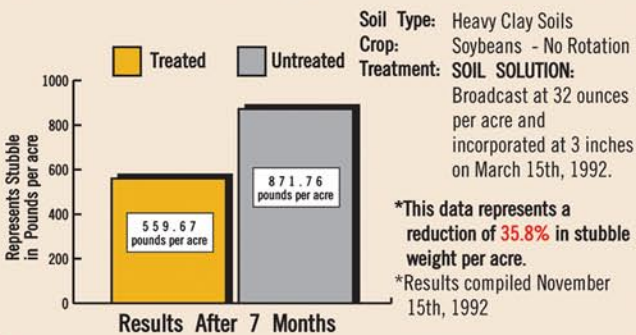 Treated
Untreated
1000
800
600
400
200
0
Represents Stubble
in Pounds per acre
559.67
pounds per acre
871.76
pounds per acre
Results After 7 Months
Soil Type: Heavy Clay Soils
Crop: Soybeans - No Rotation
Treatment: SOIL SOLUTION:
Broadcast at 32 ounces
per acre and
incorporated at 3 inches
on March 15th, 1992.
*This data represents a
reduction of 35.8% in stubble
weight per acre.
*Results compiled November
15th, 1992